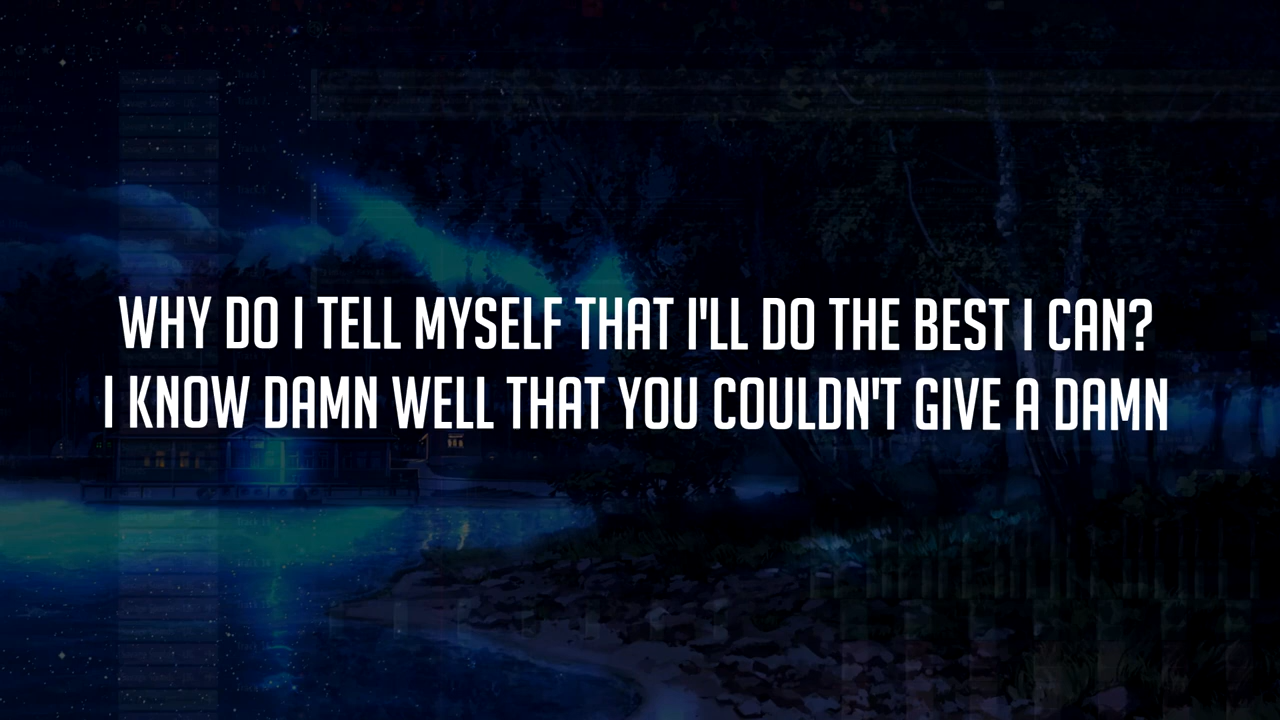 WHY DO I TELL MYSELF THAT I'LL DO THE BEST I CAN?
I KNOW DAMN WELL THAT YOU COULDN'T GIVE A DAMN